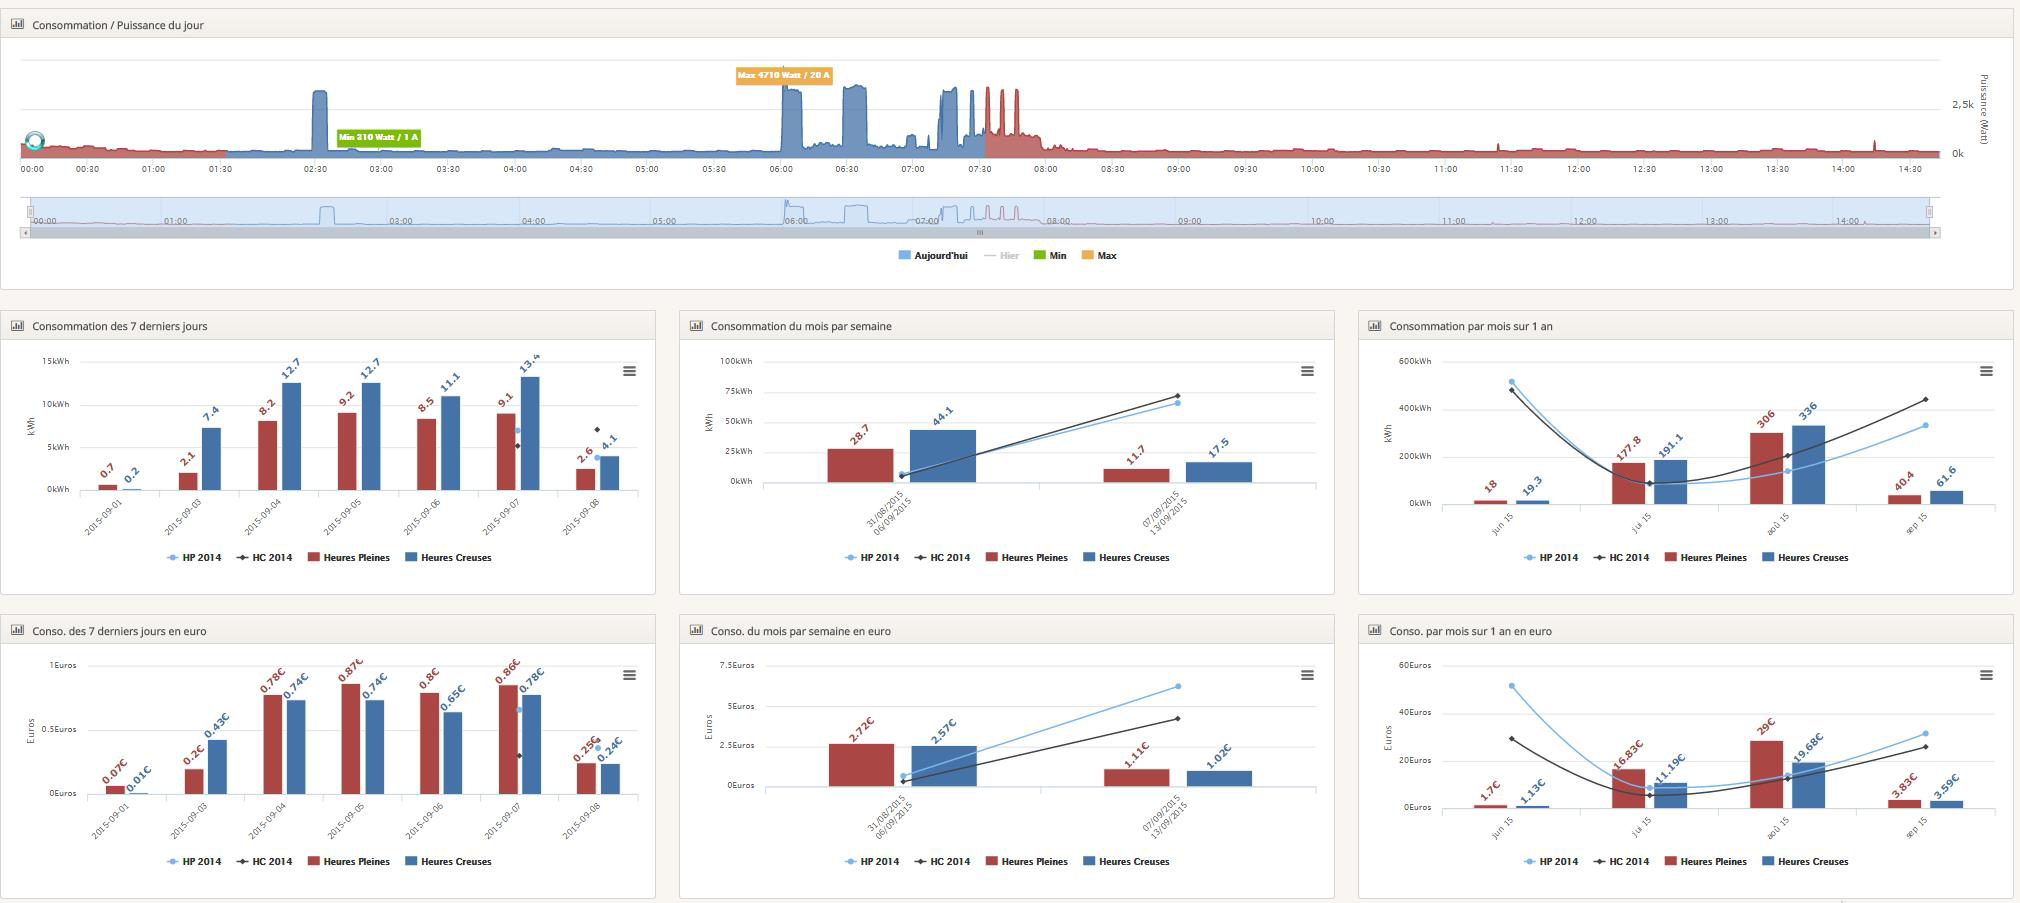 Consommation / Puissance du jour
Max 4710 Watt / 20 A
Min 210 Watt / 1 A
2,5k
0k
Puissance (Watt)
00:00 00:30 01:00 01:30 02:30 03:00 03:30 04:00 04:30 05:00 05:30 06:00 06:30 07:00 07:30 08:00 08:30 09:00 09:30 10:00 10:30 11:00 11:30 12:00 12:30 13:00 13:30 14:00 14:30
00:00 01:00 03:00 04:00 05:00 06:00 07:00 08:00 09:00 10:00 11:00 12:00 13:00 14:00
Aujourd'hui Hier Min Max
Consommation des 7 derniers jours
15kWh
10kWh
5kWh
0kWh
kWh
0.7 0.2 2.1 7.4 8.2 12.7 9.2 12.7 8.5 11.1 9.1 13.4 2.6 4.1
2015-09-01 2015-09-03 2015-09-04 2015-09-05 2015-09-06 2015-09-07 2015-09-08
HP 2014 HC 2014 Heures Pleines Heures Creuses
Consommation du mois par semaine
100kWh
75kWh
50kWh
25kWh
0kWh
kWh
28.7 44.1 11.7 17.5
31/08/2015
06/09/2015
07/09/2015
13/09/2015
HP 2014 HC 2014 Heures Pleines Heures Creuses
Consommation par mois sur 1 an
600kWh
400kWh
200kWh
0kWh
kWh
18 19.3 177.8 191.1 306 336 40.4 61.6
jun 15 jui 15 aoû 15 sep 15
HP 2014 HC 2014 Heures Pleines Heures Creuses
Conso. des 7 derniers jours en euro
1Euros
0.5Euros
0Euros
Euros
0.07€ 0.01€ 0.2€ 0.43€ 0.78€ 0.74€ 0.87€ 0.74€ 0.8€ 0.65€ 0.86€ 0.78€ 0.25€ 0.24€
2015-09-01 2015-09-03 2015-09-04 2015-09-05 2015-09-06 2015-09-07 2015-09-08
HP 2014 HC 2014 Heures Pleines Heures Creuses
Conso. du mois par semaine en euro
7.5Euros
5Euros
2.5Euros
0Euros
Euros
2.72€ 2.57€ 1.11€ 1.02€
31/08/2015
06/09/2015
07/09/2015
13/09/2015
HP 2014 HC 2014 Heures Pleines Heures Creuses
Conso. par mois sur 1 an en euro
60Euros
40Euros
20Euros
0Euros
Euros
1.7€ 1.13€ 16.83€ 11.19€ 29€ 19.68€ 3.83€ 3.59€
jun 15 jui 15 aoû 15 sep 15
HP 2014 HC 2014 Heures Pleines Heures Creuses